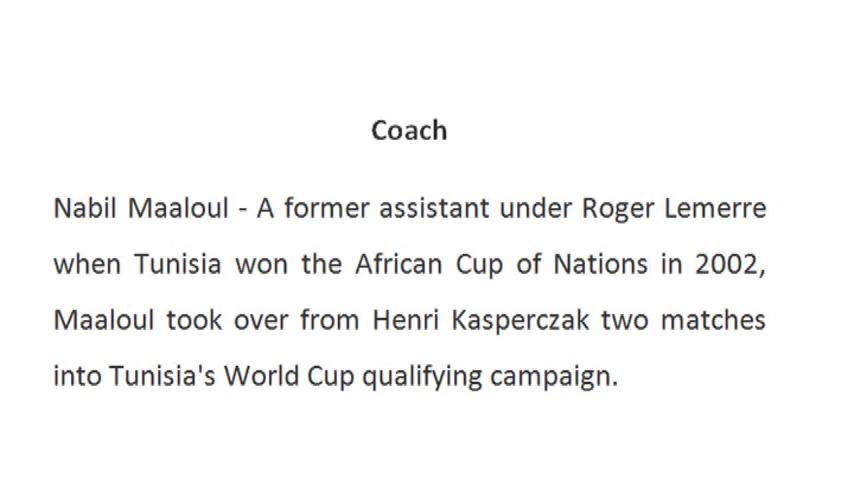 Coach
Nabil Maaloul - A former assistant under Roger Lemerre
when Tunisia won the African Cup of Nations in 2002,
Maaloul took over from Henri Kasperczak two matches
into Tunisia's World Cup qualifying campaign.